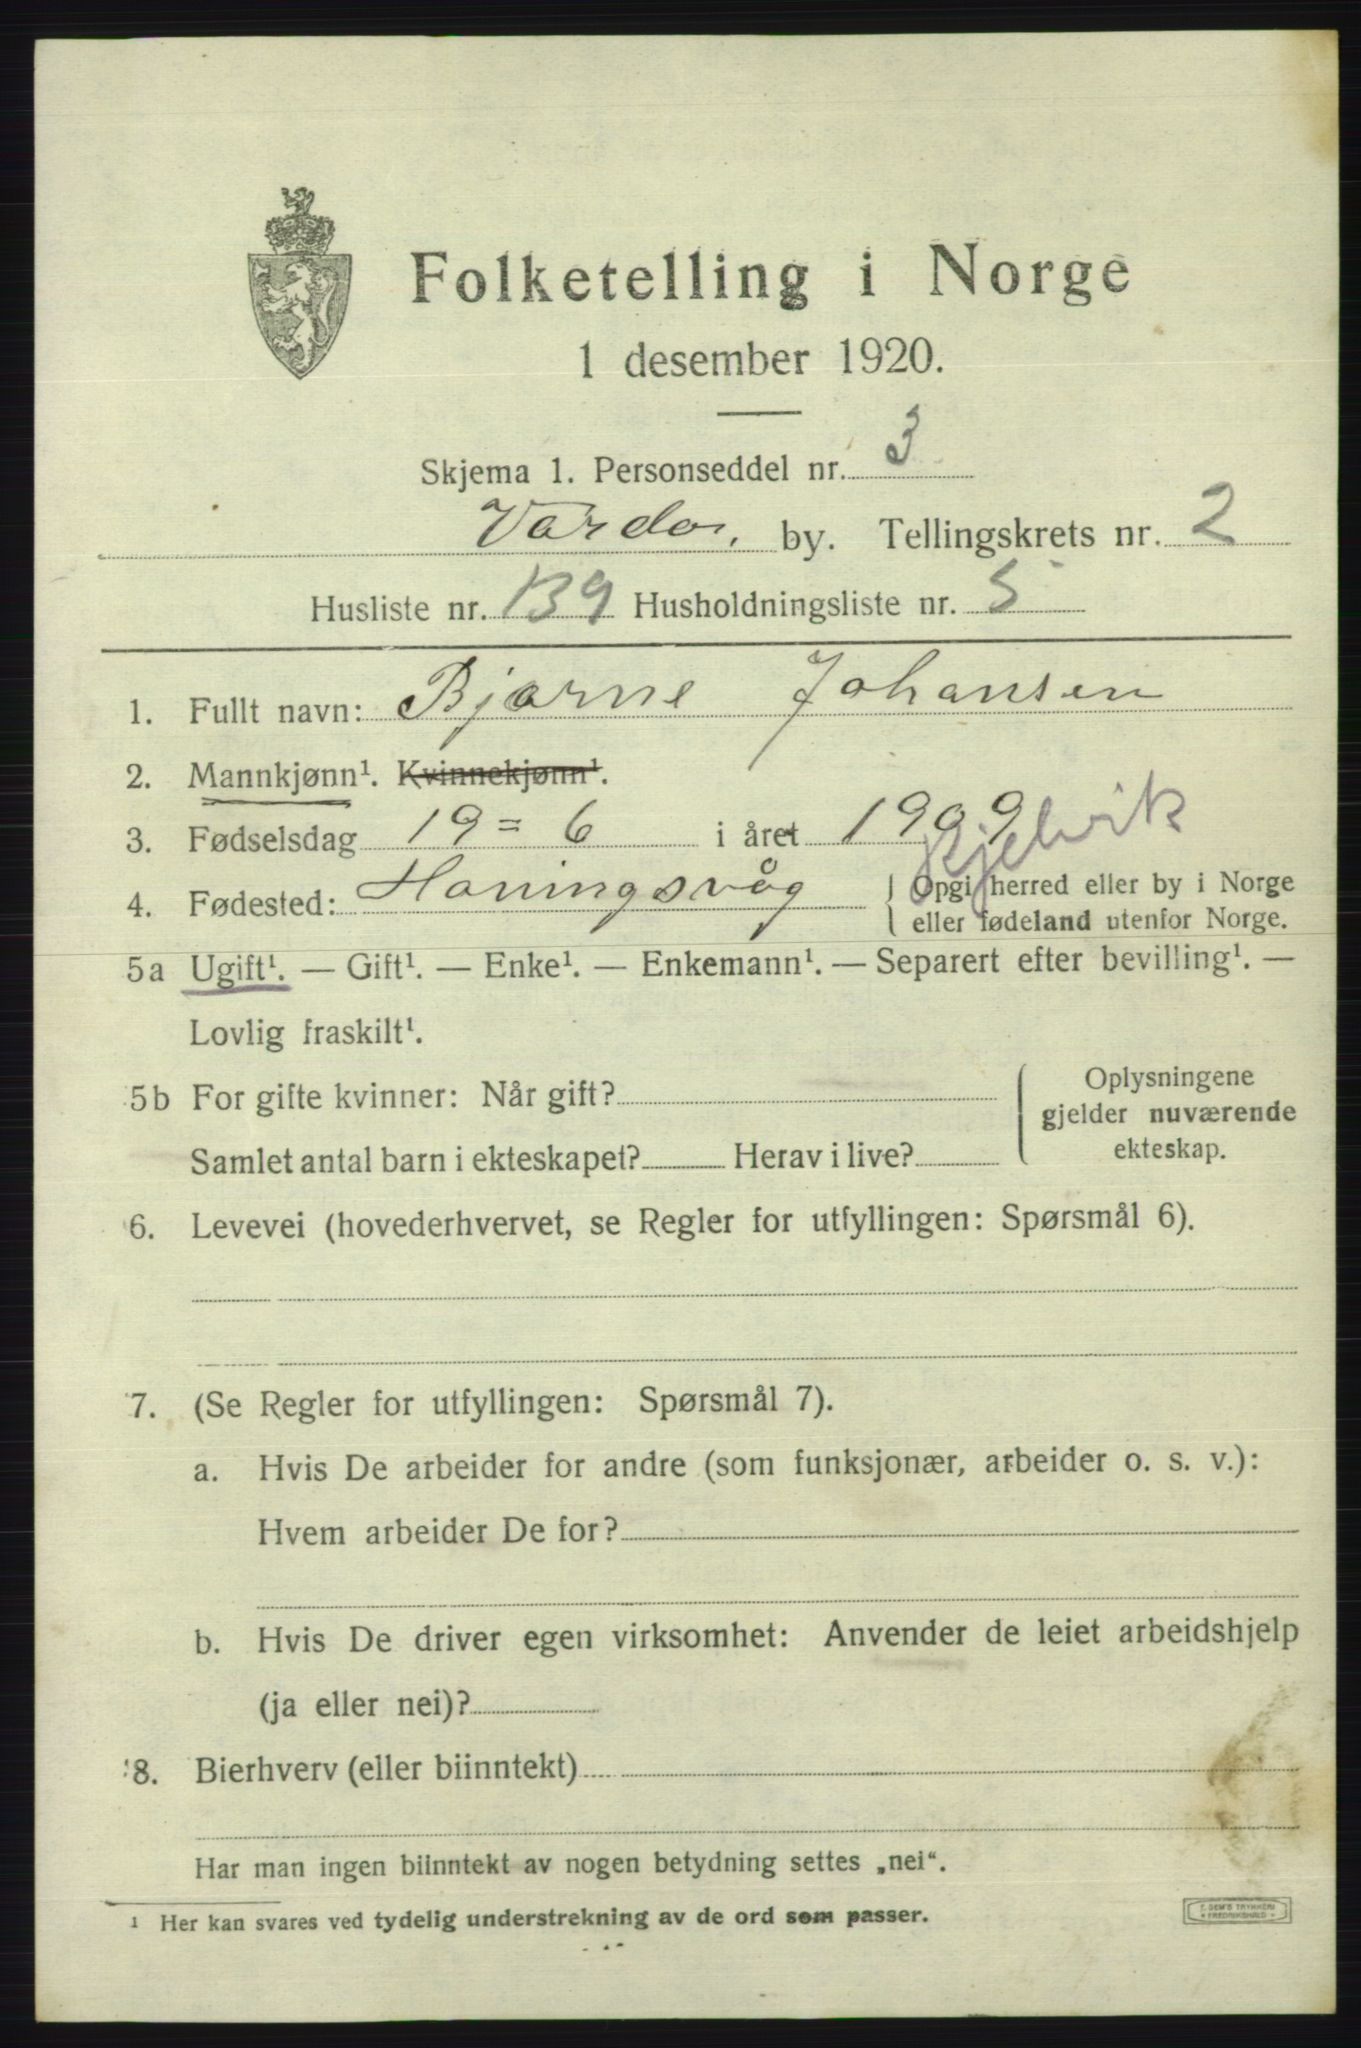 Folketelling i Norge
1 desember 1920.
Skjema 1. Personseddel nr. 3
Vardø, by. Tellingskrets nr. 2
Husliste nr. 139 Husholdningsliste nr. 5
1. Fullt navn: Bjarne Johansen
2. Mannkjønn¹. Kvinnekjønn¹.
3. Fødselsdag 19 = 6 i året 1909
Kjelvik
4. Fødested: Honingsvåg
Opgi herred eller by i Norge
eller fødeland utenfor Norge.
5a Ugift¹. — Gift¹. — Enke¹. — Enkemann¹. — Separert efter bevilling¹. —
Lovlig fraskilt¹.
5b For gifte kvinner: Når gift?
Samlet antal barn i ekteskapet? Herav i live?
Oplysningene
gjelder nuværende
ekteskap.
6. Levevei (hovederhvervet, se Regler for utfyllingen: Spørsmål 6).
7. (Se Regler for utfyllingen: Spørsmål 7).
a. Hvis De arbeider for andre (som funksjonær, arbeider o. s. v.):
Hvem arbeider De for?
b. Hvis De driver egen virksomhet: Anvender de leiet arbeidshjelp
(ja eller nei)?
8. Bierhverv (eller biinntekt)
Har man ingen biinntekt av nogen betydning settes „nei“.
1 Her kan svares ved tydelig understrekning av de ord som passer.
E. SEM'S TRYKKERI
FREDRIKSHALD